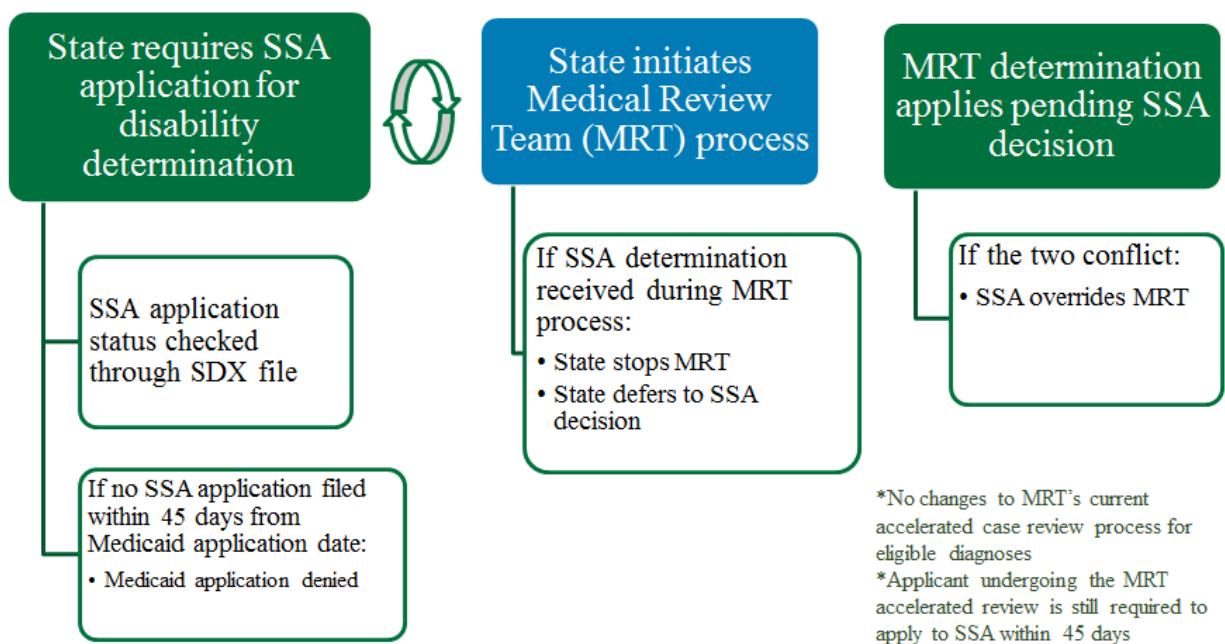 State requires SSA
application for
disability
determination
SSA application
status checked
through SDX file
If no SSA application filed
within 45 days from
Medicaid application date:
• Medicaid application denied
State initiates
Medical Review
Team (MRT) process
If SSA determination
received during MRT
process:
• State stops MRT
• State defers to SSA
decision
MRT determination
applies pending SSA
decision
If the two conflict:
• SSA overrides MRT
*No changes to MRT's current
accelerated case review process for
eligible diagnoses
*Applicant undergoing the MRT
accelerated review is still required to
apply to SSA within 45 days